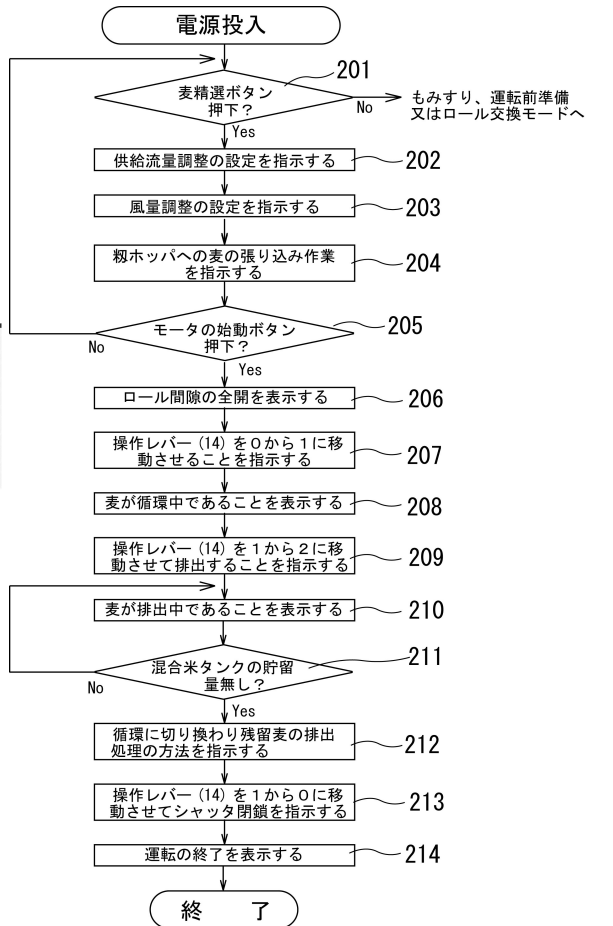 電源投入
麦精選ボタン
押下？
201
No
もみすり、運転前準備
又はロール交換モードへ
Yes
供給流量調整の設定を指示する
202
風量調整の設定を指示する
203
籾ホッパへの麦の張り込み作業
を指示する
204
モータの始動ボタン
押下？
205
No
Yes
ロール間隙の全開を表示する
206
操作レバー(14)を０から１に移
動させることを指示する
207
麦が循環中であることを表示する
208
操作レバー(14)を１から２に移
動させて排出することを指示する
209
麦が排出中であることを表示する
210
混合米タンクの貯留
量無し？
211
No
Yes
循環に切り換わり残留麦の排出
処理の方法を指示する
212
操作レバー(14)を１から０に移
動させてシャッタ閉鎖を指示する
213
運転の終了を表示する
214
終　了